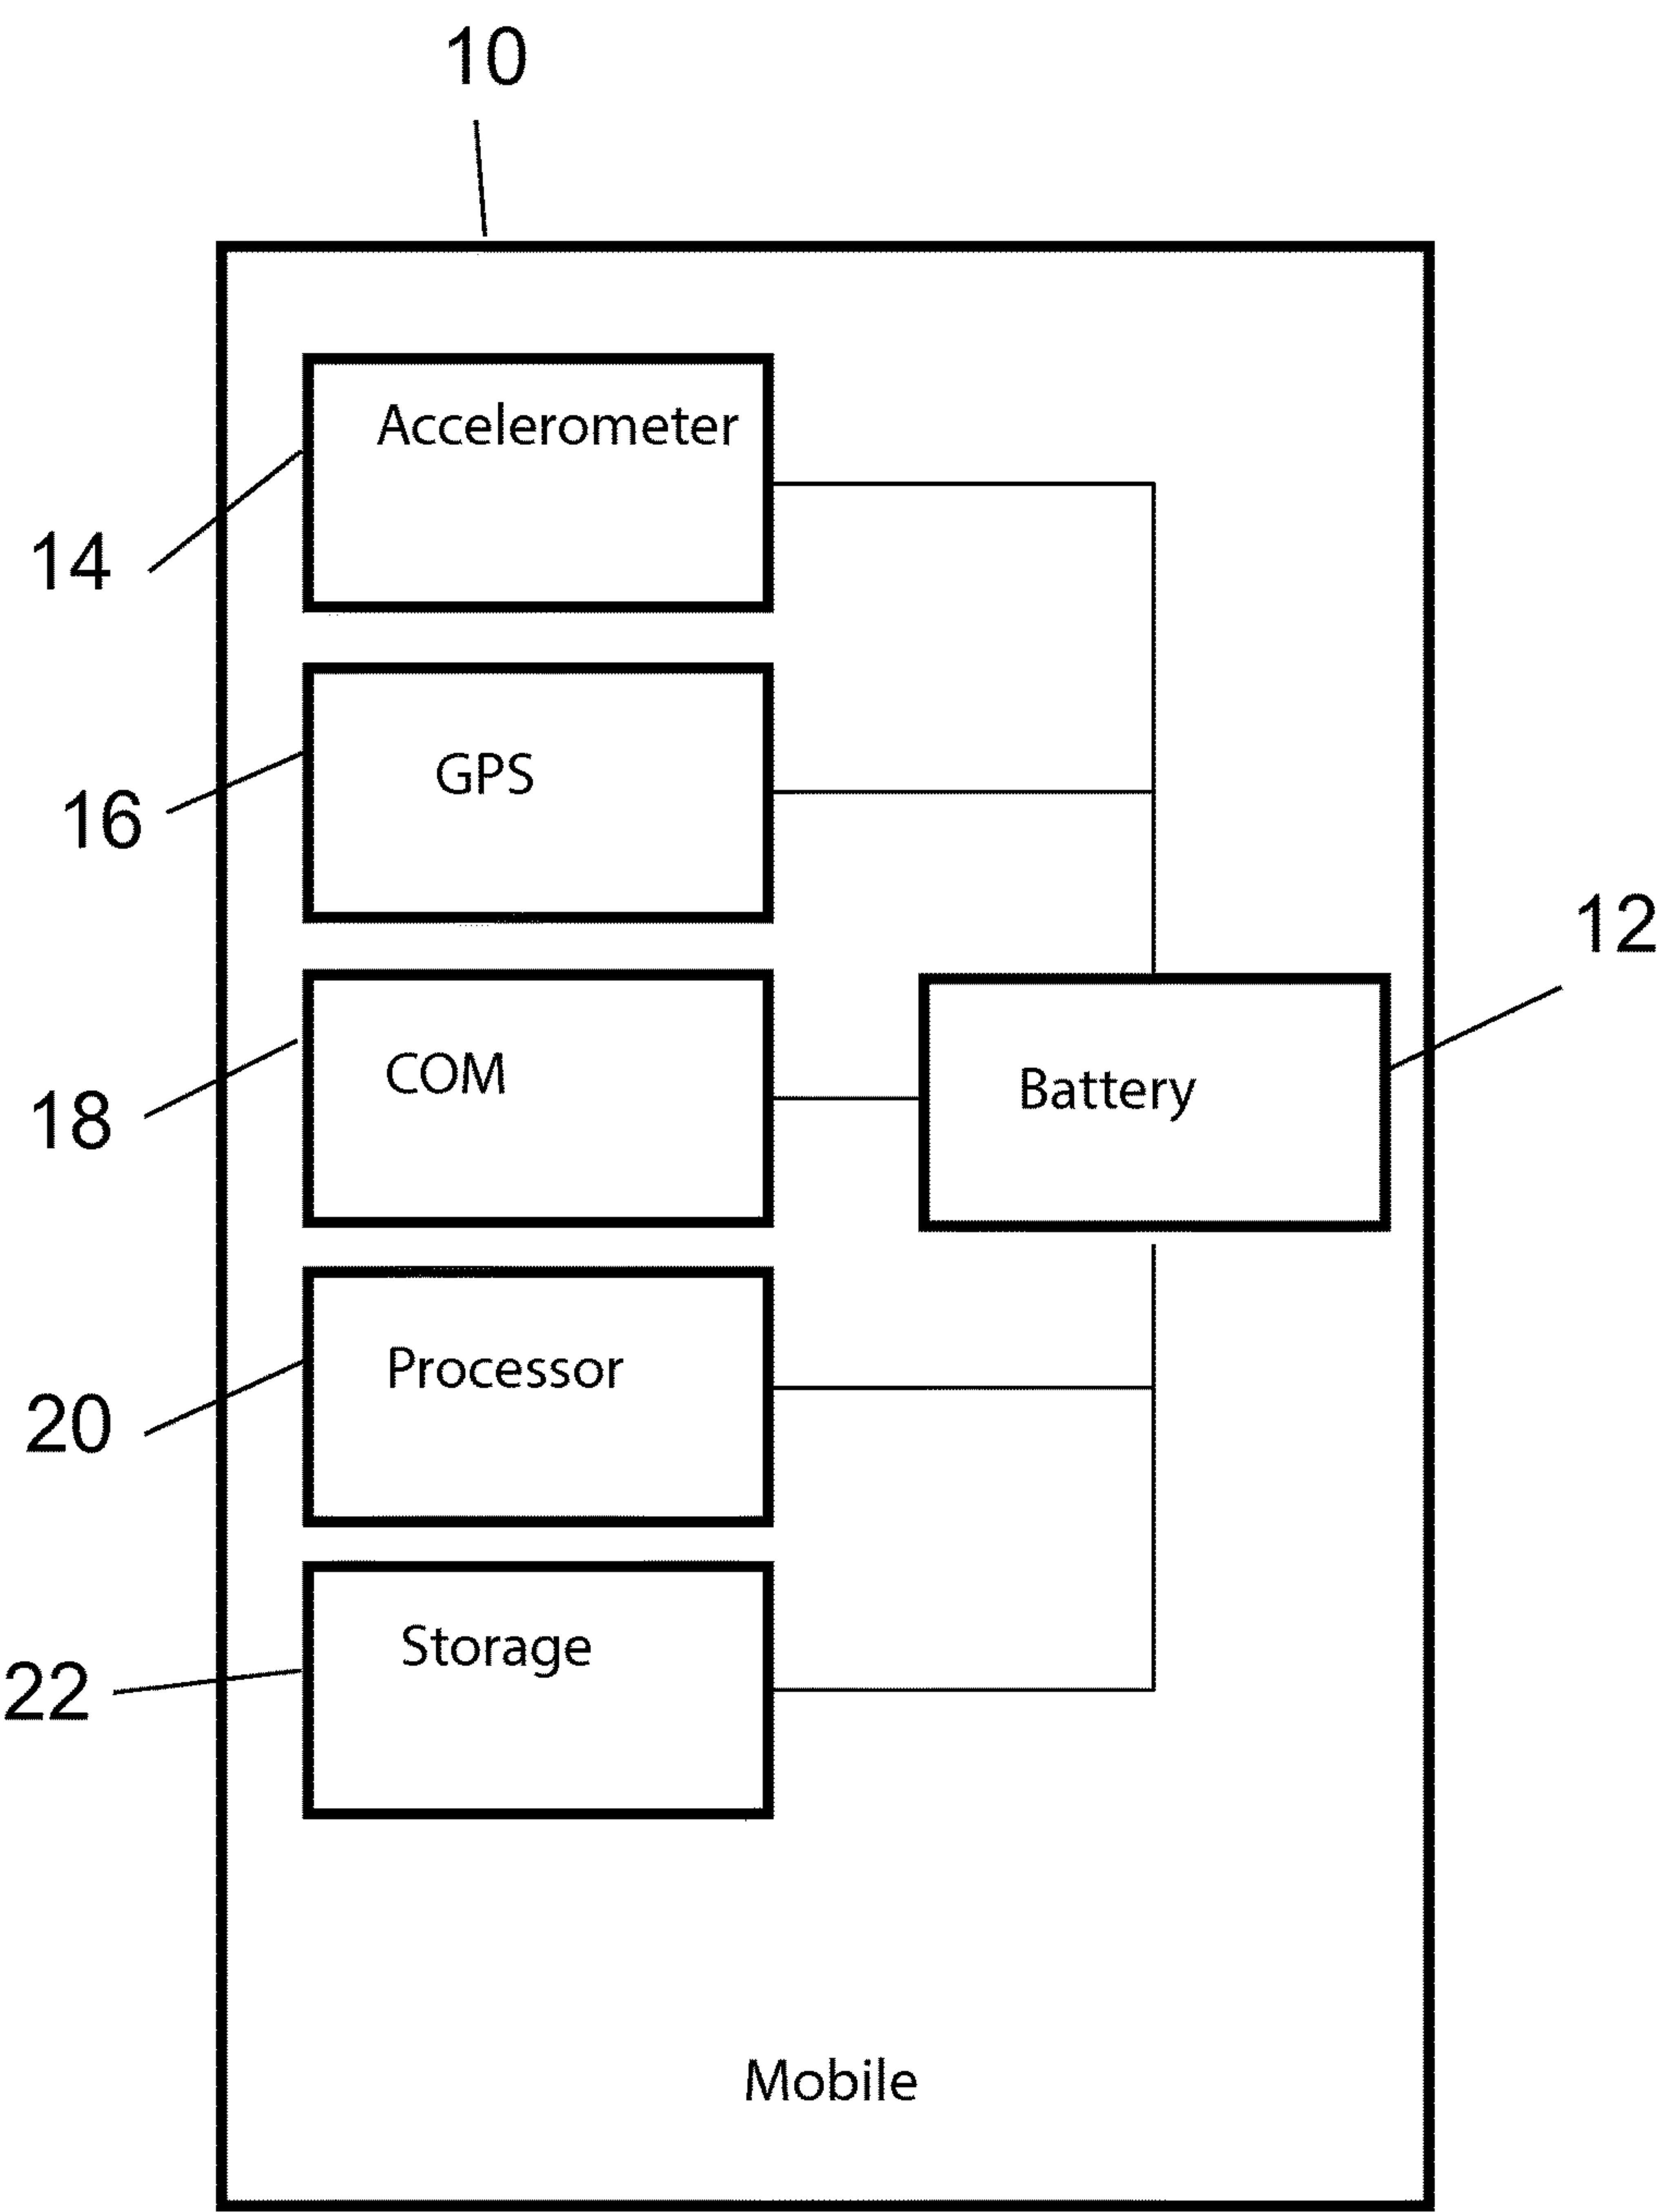 10
Accelerometer
14
GPS
16
12
COM
Battery
18
Processor
20
Storage
22
Mobile